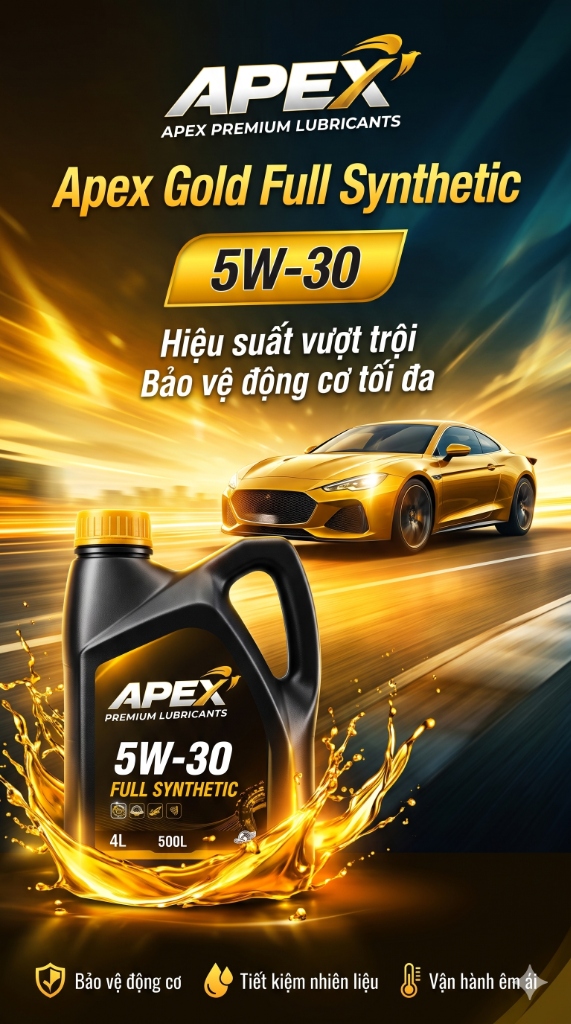 APEX
APEX PREMIUM LUBRICANTS
Apex Gold Full Synthetic
5W-30
Hiệu suất vượt trội
Bảo vệ động cơ tối đa
APEX
PREMIUM LUBRICANTS
5W-30
FULL SYNTHETIC
4L 500L
Bảo vệ động cơ Tiết kiệm nhiên liệu Vận hành êm ái